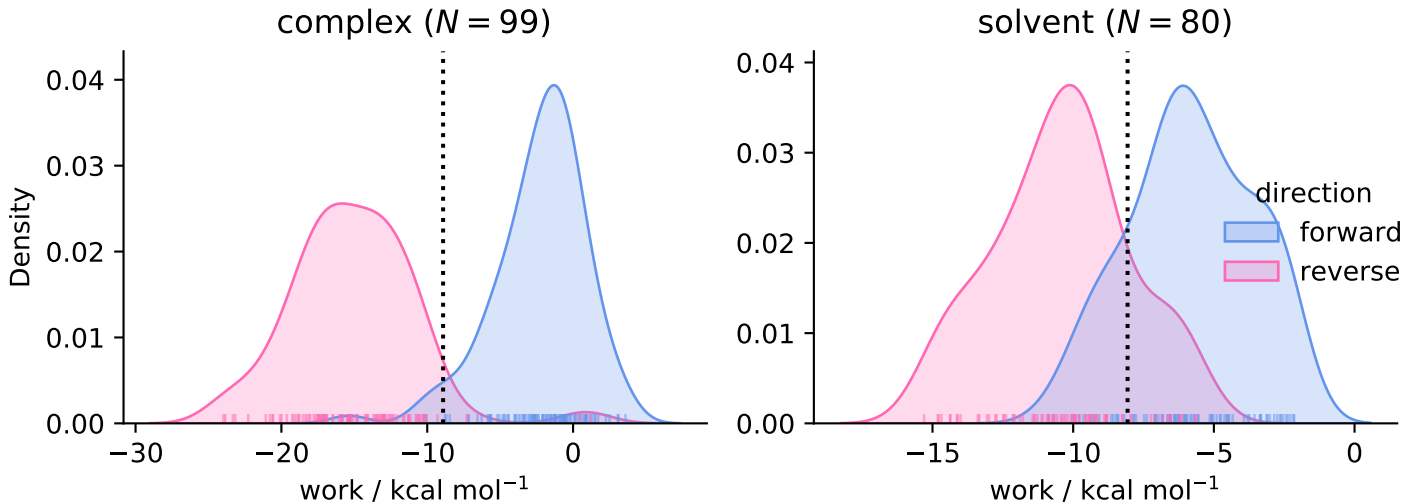 complex (N = 99)
0.04
0.03
0.02
0.01
0.00
Density
−30
−20
−10
0
work / kcal mol⁻¹
solvent (N = 80)
0.04
0.03
0.02
0.01
0.00
−15
−10
−5
0
work / kcal mol⁻¹
direction
forward
reverse